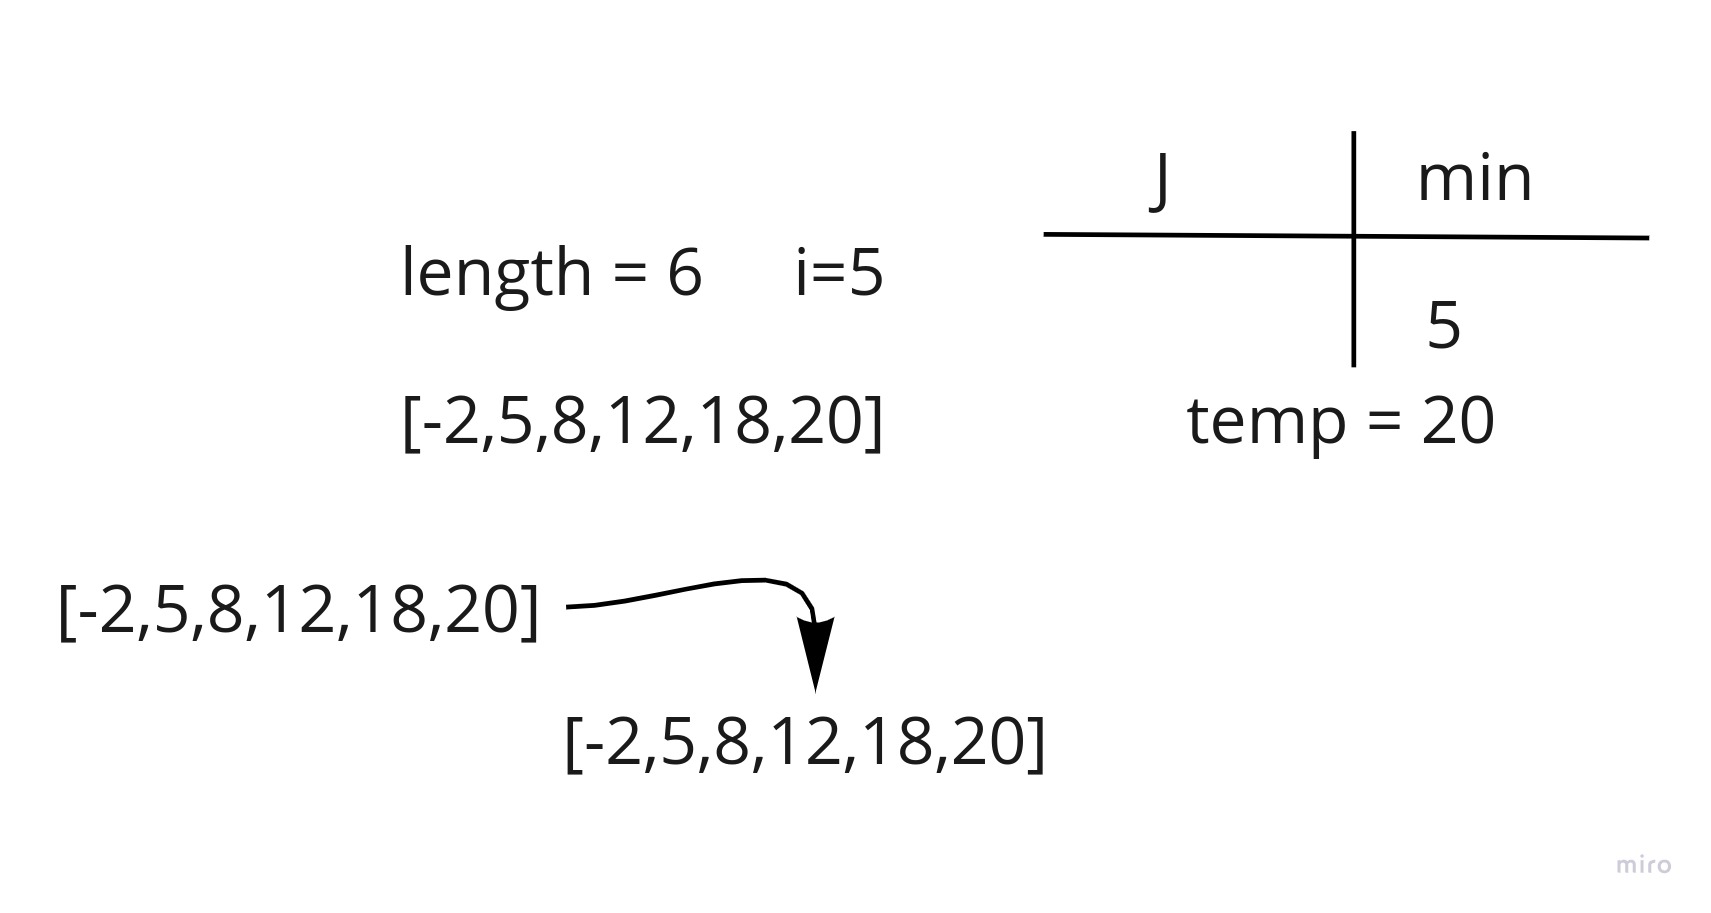 J min
length = 6 i=5
5
[-2,5,8,12,18,20]
temp = 20
[-2,5,8,12,18,20]
[-2,5,8,12,18,20]
miro